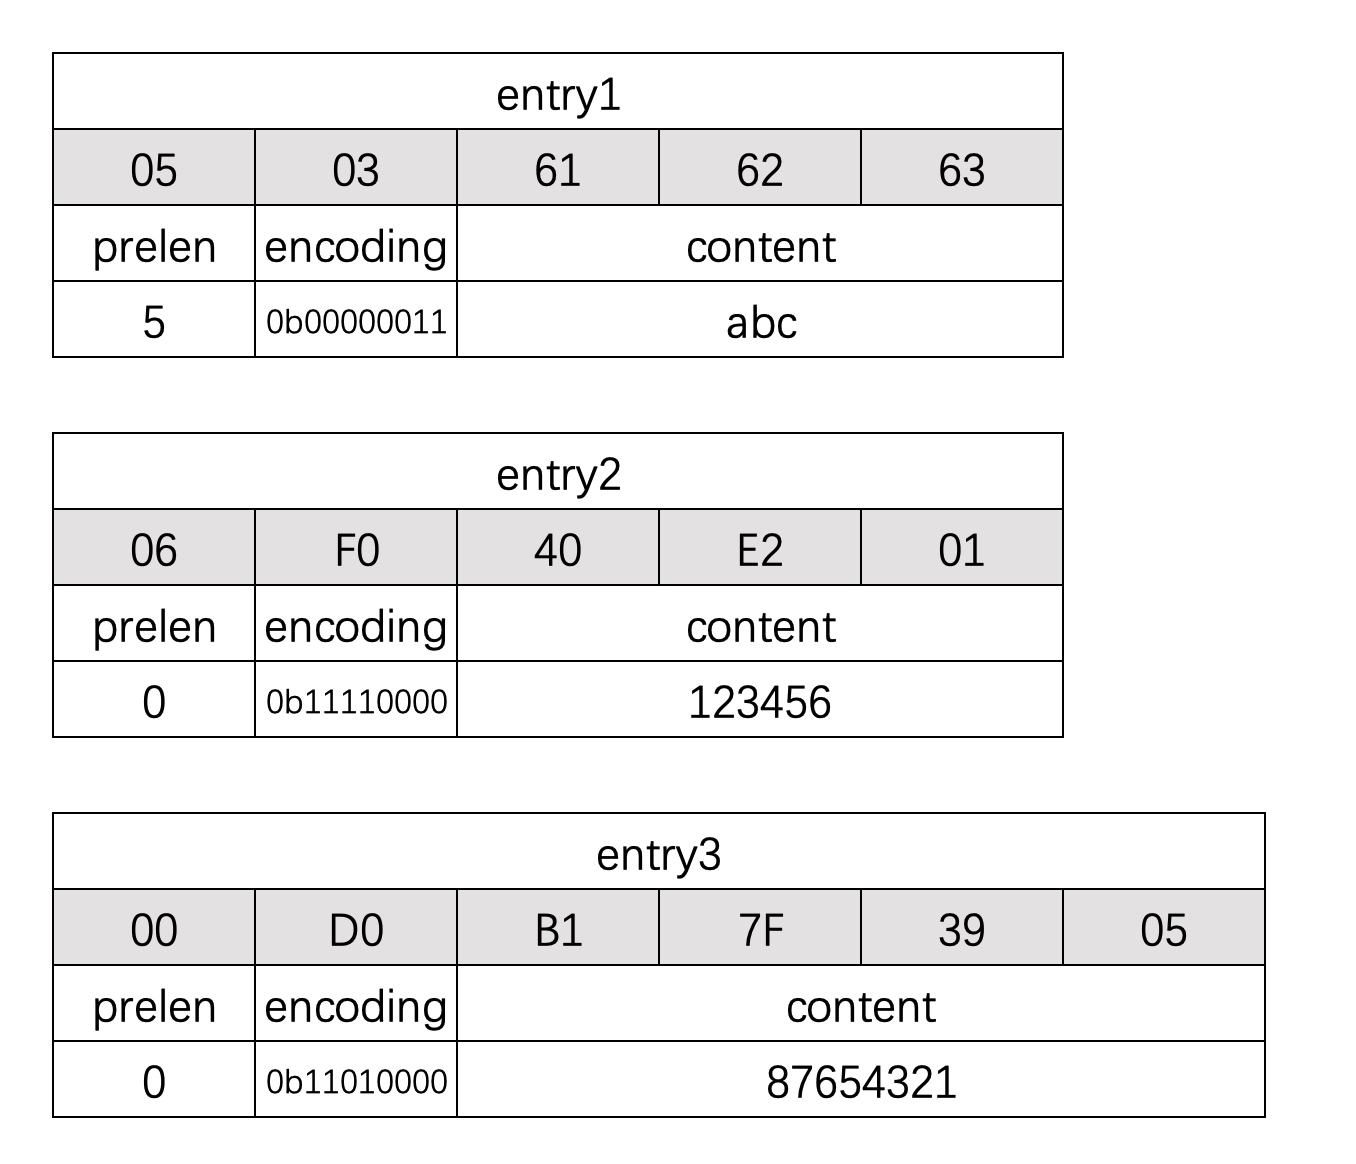 entry1
05 03 61 62 63
prelen encoding content
5 0b00000011 abc
entry2
06 F0 40 E2 01
prelen encoding content
0 0b11110000 123456
entry3
00 D0 B1 7F 39 05
prelen encoding content
0 0b11010000 87654321